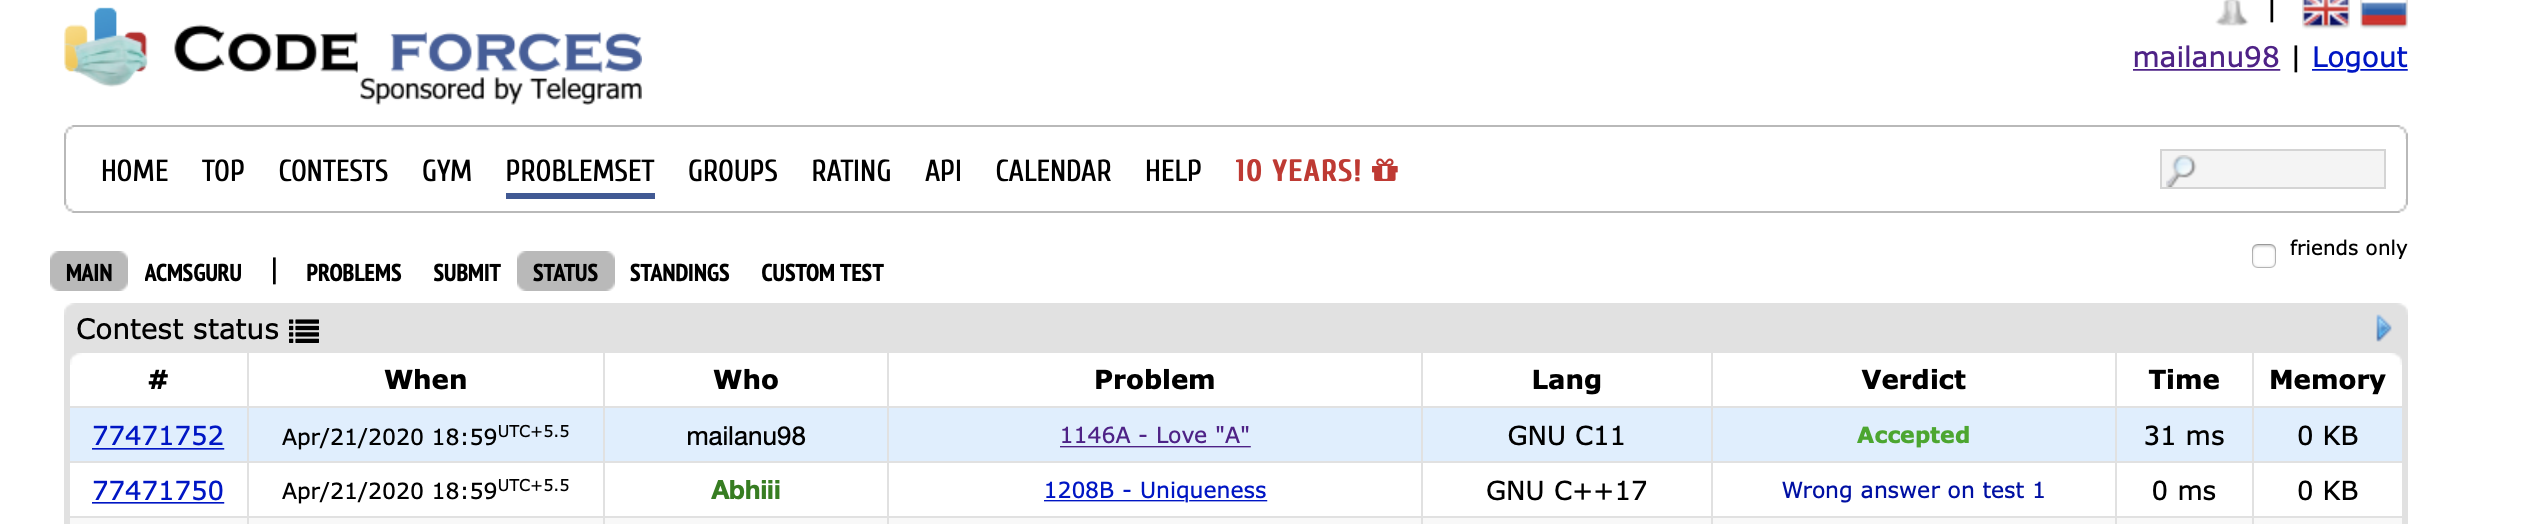 CODE FORCES
Sponsored by Telegram
|
mailanu98 | Logout
HOME TOP CONTESTS GYM PROBLEMSET GROUPS RATING API CALENDAR HELP 10 YEARS!
MAIN ACMSGURU | PROBLEMS SUBMIT STATUS STANDINGS CUSTOM TEST
friends only
Contest status
# When Who Problem Lang Verdict Time Memory
77471752 Apr/21/2020 18:59UTC+5.5 mailanu98 1146A - Love "A" GNU C11 Accepted 31 ms 0 KB
77471750 Apr/21/2020 18:59UTC+5.5 Abhiii 1208B - Uniqueness GNU C++17 Wrong answer on test 1 0 ms 0 KB